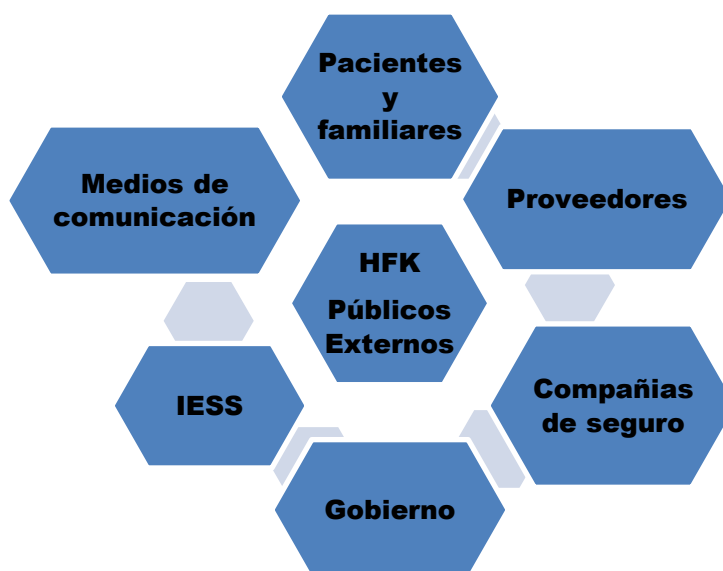 Pacientes
y
familiares
Medios de
comunicación
Proveedores
HFK
Públicos
Externos
IESS
Compañias
de seguro
Gobierno